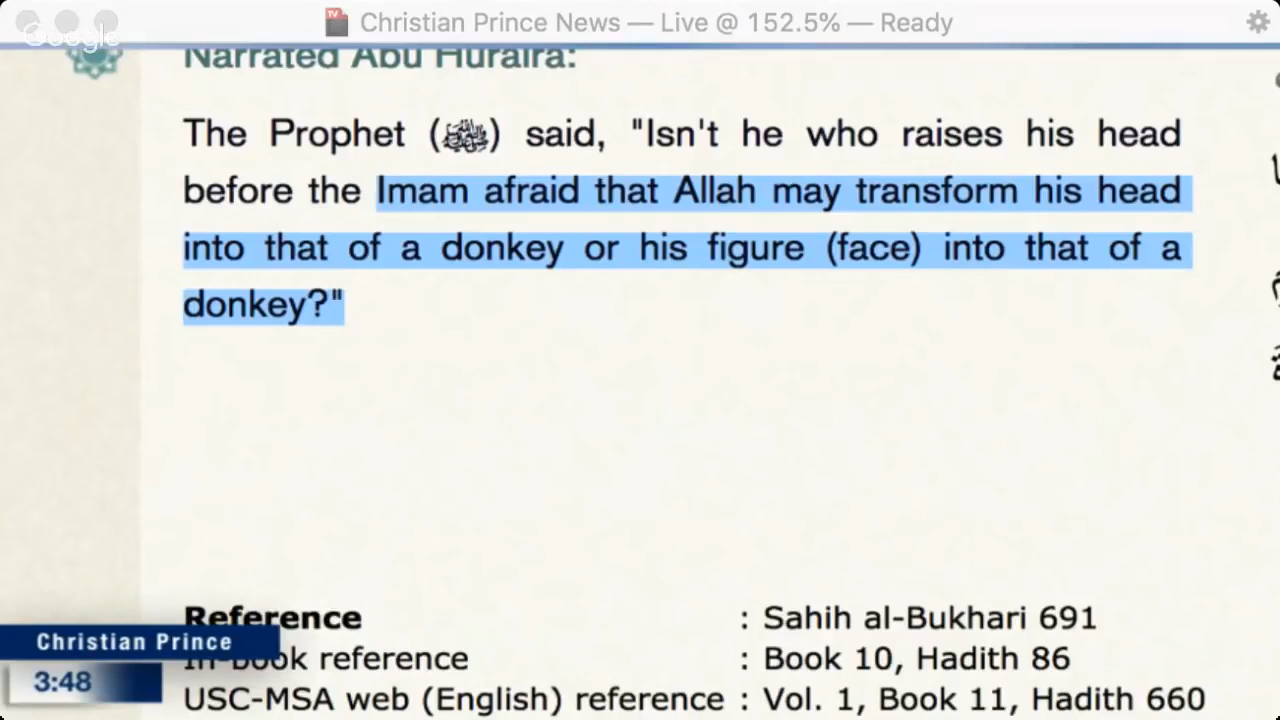 Christian Prince News — Live @ 152.5% — Ready
Google
Narrated Abu Huraira:
The Prophet (ﷺ) said, "Isn't he who raises his head
before the Imam afraid that Allah may transform his head
into that of a donkey or his figure (face) into that of a
donkey?"
Reference : Sahih al-Bukhari 691
In-book reference : Book 10, Hadith 86
USC-MSA web (English) reference : Vol. 1, Book 11, Hadith 660
Christian Prince
3:48